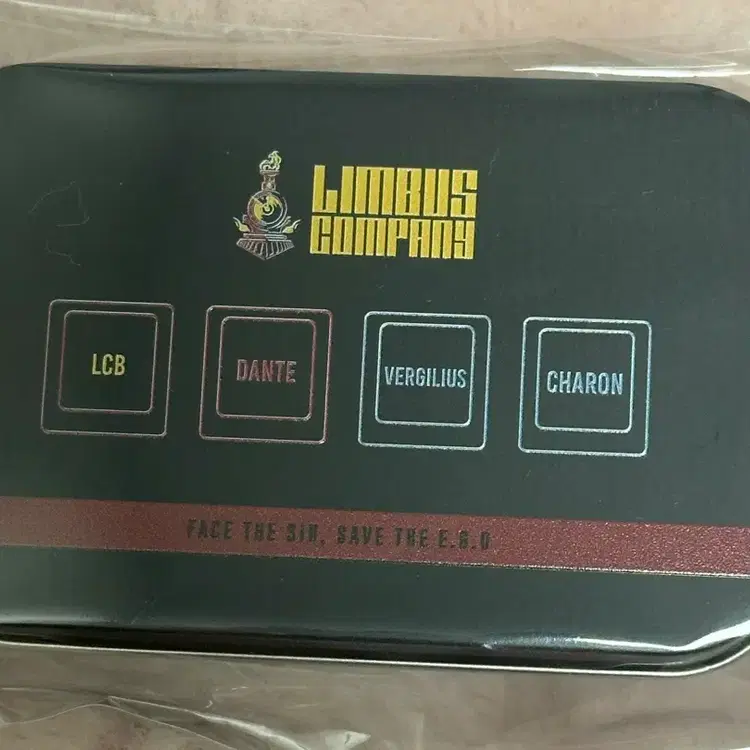 LIMBUS
COMPANY
LCB
DANTE
VERGILIUS
CHARON
FACE THE SIN, SAVE THE E.G.O